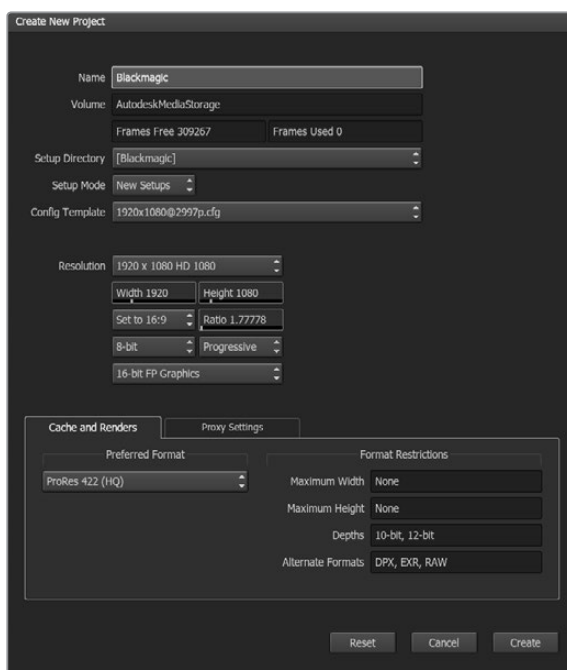 Create New Project
Name Blackmagic
Volume AutodeskMediaStorage
Frames Free 309267 Frames Used 0
Setup Directory [Blackmagic]
Setup Mode New Setups
Config Template 1920x1080@2997p.cfg
Resolution 1920 x 1080 HD 1080
Width 1920 Height 1080
Set to 16:9 Ratio 1.77778
8-bit Progressive
16-bit FP Graphics
Cache and Renders Proxy Settings
Preferred Format Format Restrictions
ProRes 422 (HQ) Maximum Width None
Maximum Height None
Depths 10-bit, 12-bit
Alternate Formats DPX, EXR, RAW
Reset Cancel Create